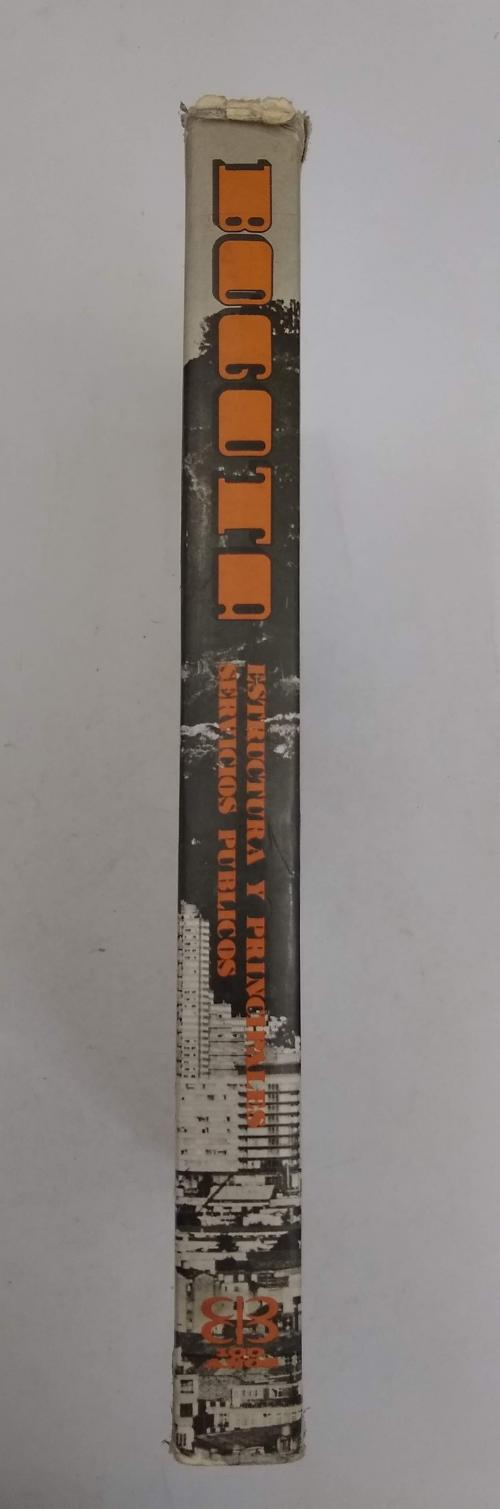 BOGOTA
ESTRUCTURA Y PRINCIPALES
SERVICIOS PUBLICOS